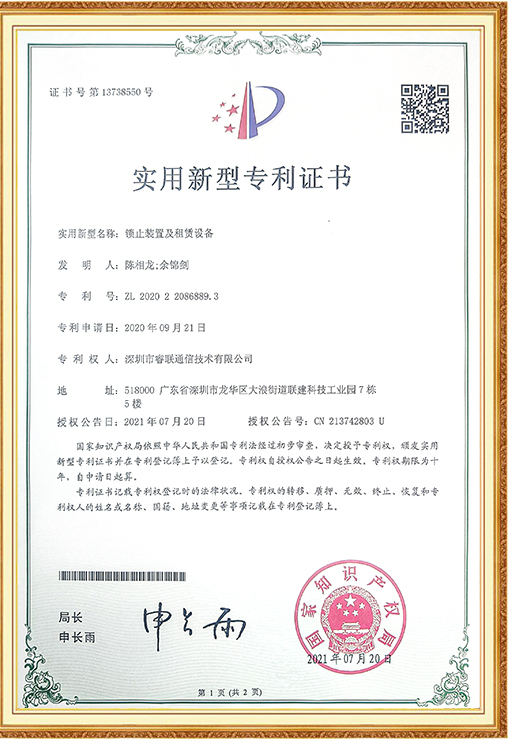 证书号第13738550号
实用新型专利证书
实用新型名称：锁止装置及租赁设备
发明人：陈相龙;余锦剑
专利号：ZL 2020 2 2086889.3
专利申请日：2020年09月21日
专利权人：深圳市睿联通信技术有限公司
地址：518000 广东省深圳市龙华区大浪街道联建科技工业园7栋
5楼
授权公告日：2021年07月20日 授权公告号：CN 213742803 U
国家知识产权局依照中华人民共和国专利法经过初步审查，决定授予专利权，颁发实用
新型专利证书并在专利登记簿上予以登记。专利权自授权公告之日起生效。专利权期限为十
年，自申请日起算。
专利证书记载专利权登记时的法律状况。专利权的转移、质押、无效、终止、恢复和专
利权人的姓名或名称、国籍、地址变更等事项记载在专利登记簿上。
局长
申长雨
申长雨
国家知识产权局
2021年07月20日
第 1 页 (共 2 页)